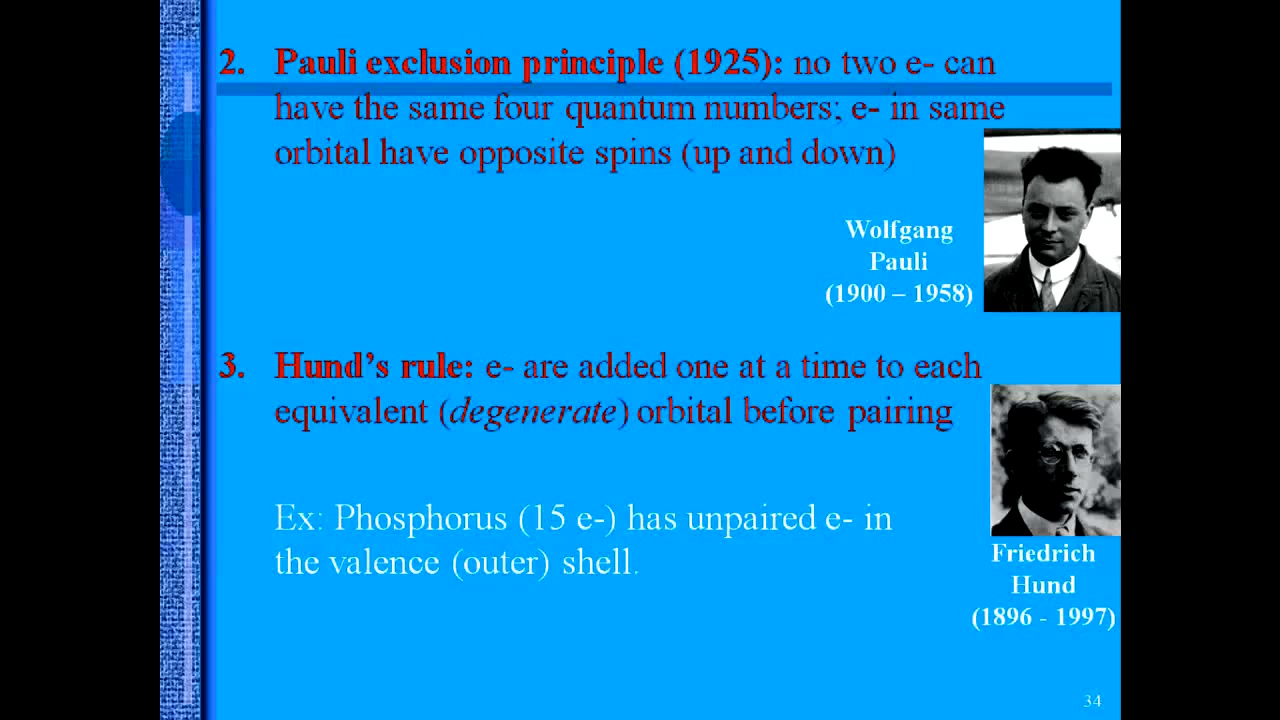 2. Pauli exclusion principle (1925): no two e- can
have the same four quantum numbers; e- in same
orbital have opposite spins (up and down)
Wolfgang
Pauli
(1900 – 1958)
3. Hund's rule: e- are added one at a time to each
equivalent (degenerate) orbital before pairing
Ex: Phosphorus (15 e-) has unpaired e- in
the valence (outer) shell.
Friedrich
Hund
(1896 - 1997)
34